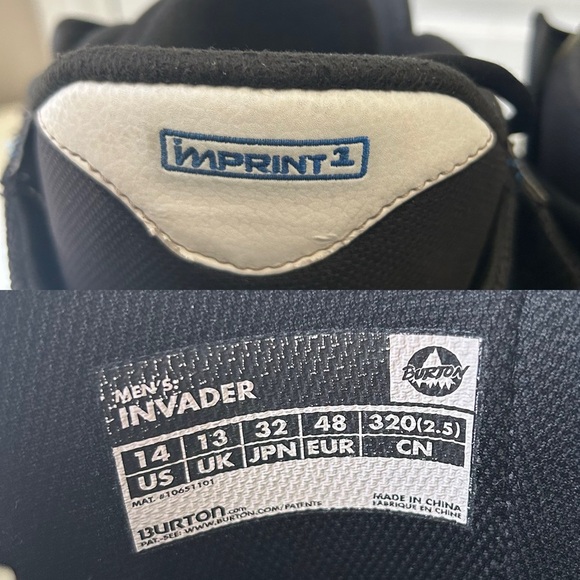 iMPRINT 1
BURTON
MEN'S:
INVADER
14 13 32 48 320(2.5)
US UK JPN EUR CN
MAT. #10651101
MADE IN CHINA
FABRIQUE EN CHINE
BURTON.com
PAT.-SEE: WWW.BURTON.COM/PATENTS